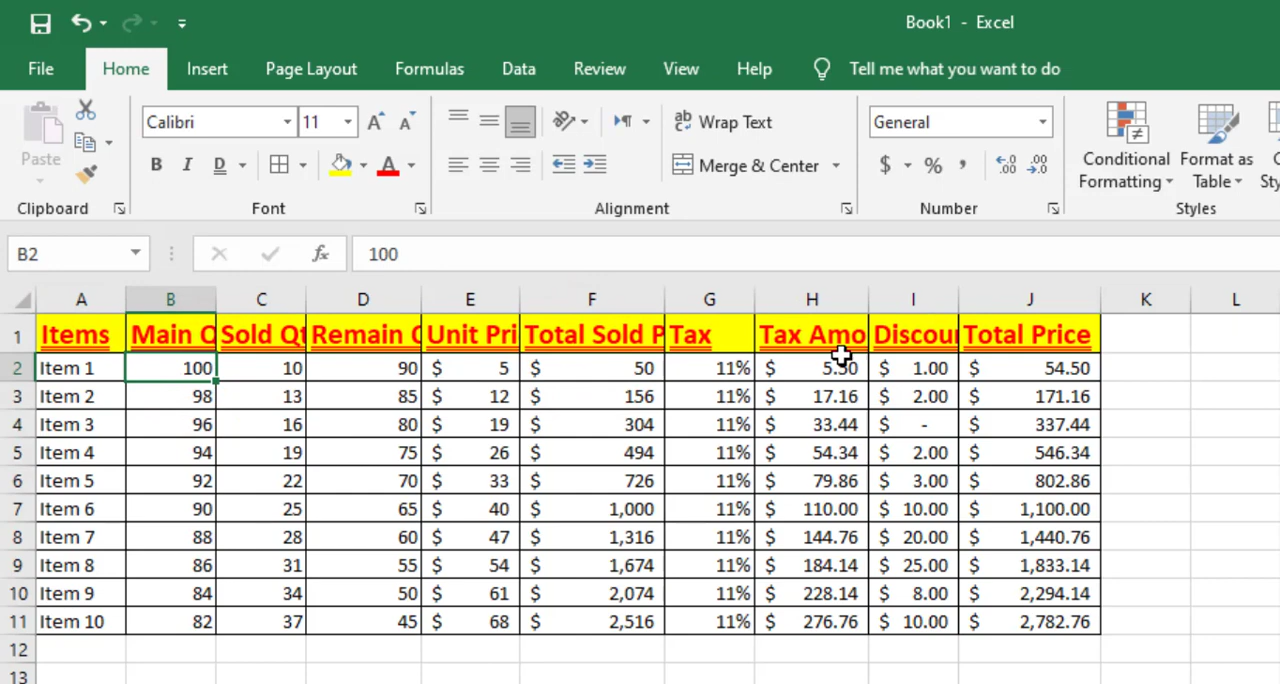 Book1 - Excel
File Home Insert Page Layout Formulas Data Review View Help Tell me what you want to do
Paste
Calibri 11 A A ab Wrap Text General
B I D A Merge & Center $ % , Conditional Formatting Format as Table
Clipboard Font Alignment Number Styles
B2 fx 100
A B C D E F G H I J K L
1 Items Main Q Sold Qt Remain Q Unit Pri Total Sold P Tax Tax Amo Discou Total Price
2 Item 1 100 10 90 $ 5 $ 50 11% $ 5.50 $ 1.00 $ 54.50
3 Item 2 98 13 85 $ 12 $ 156 11% $ 17.16 $ 2.00 $ 171.16
4 Item 3 96 16 80 $ 19 $ 304 11% $ 33.44 $ - $ 337.44
5 Item 4 94 19 75 $ 26 $ 494 11% $ 54.34 $ 2.00 $ 546.34
6 Item 5 92 22 70 $ 33 $ 726 11% $ 79.86 $ 3.00 $ 802.86
7 Item 6 90 25 65 $ 40 $ 1,000 11% $ 110.00 $ 10.00 $ 1,100.00
8 Item 7 88 28 60 $ 47 $ 1,316 11% $ 144.76 $ 20.00 $ 1,440.76
9 Item 8 86 31 55 $ 54 $ 1,674 11% $ 184.14 $ 25.00 $ 1,833.14
10 Item 9 84 34 50 $ 61 $ 2,074 11% $ 228.14 $ 8.00 $ 2,294.14
11 Item 10 82 37 45 $ 68 $ 2,516 11% $ 276.76 $ 10.00 $ 2,782.76
12
13